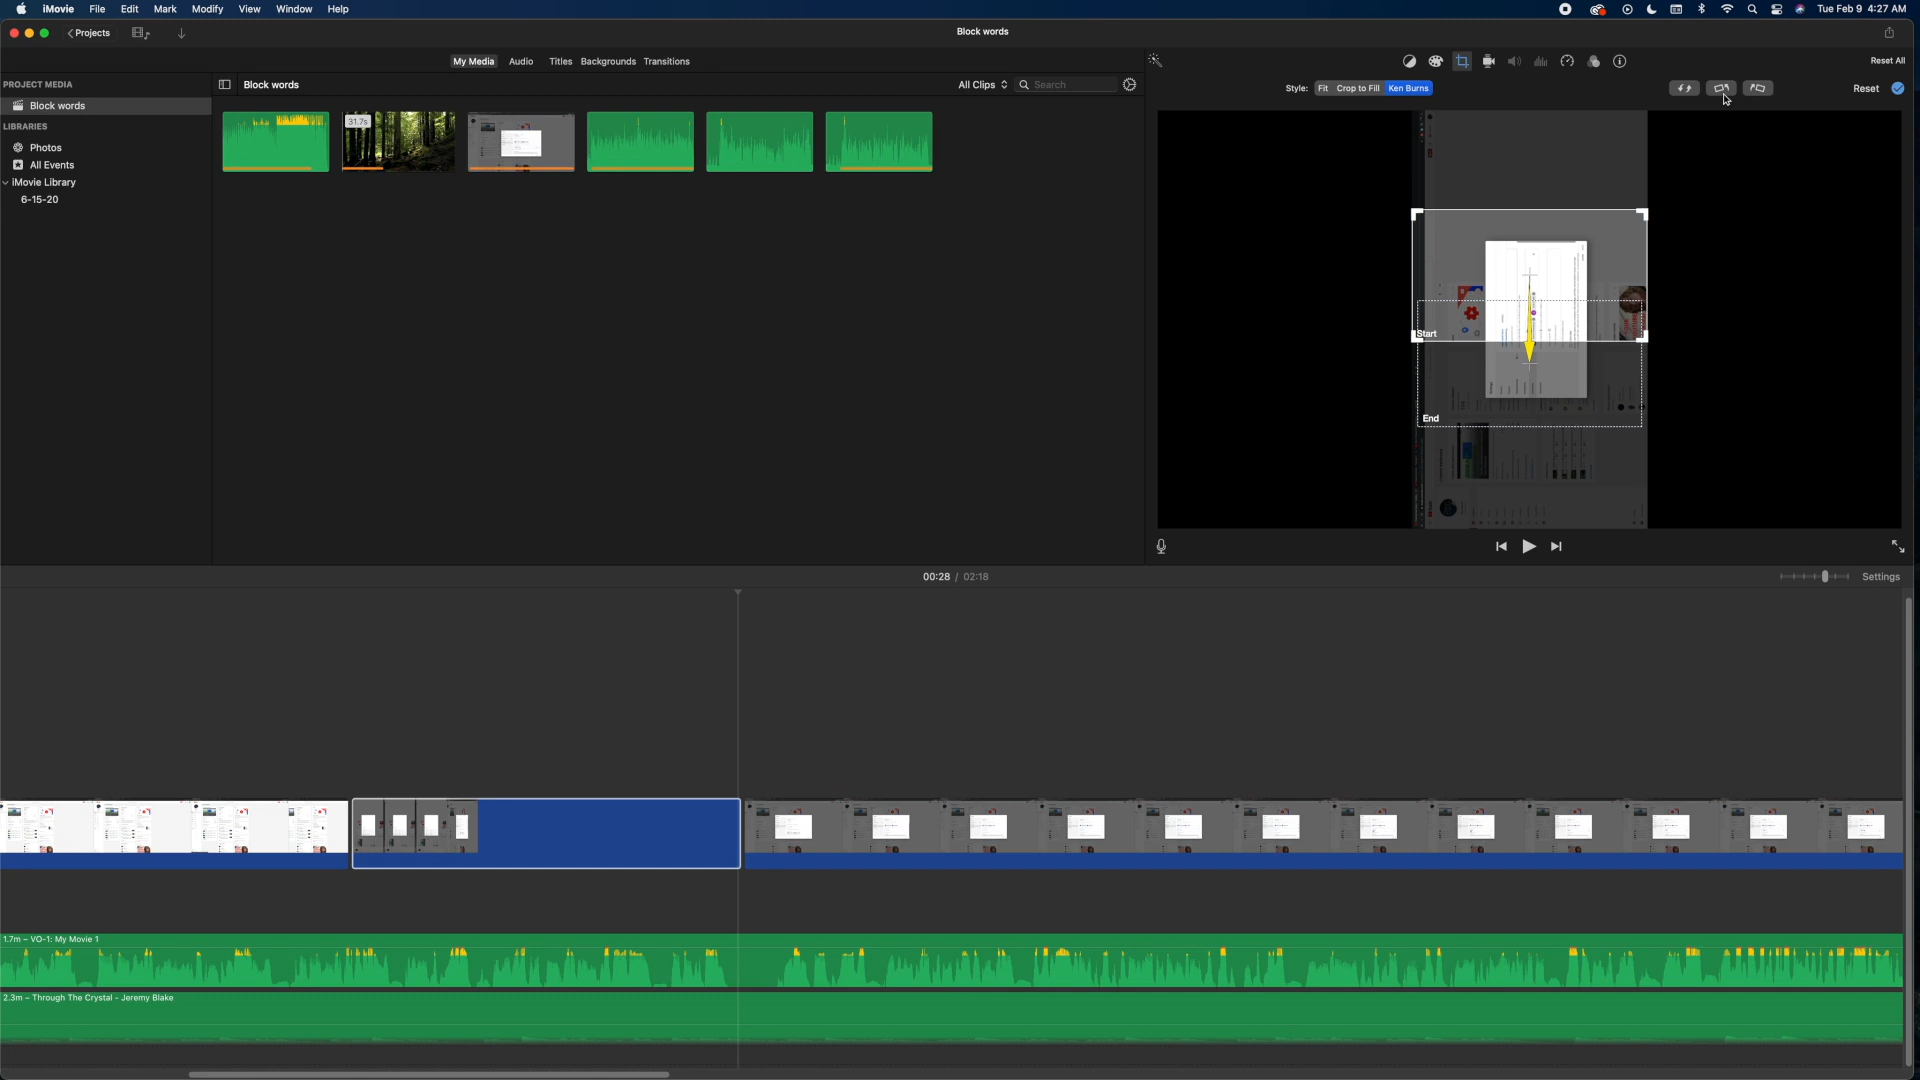 iMovie File Edit Mark Modify View Window Help
Tue Feb 9 4:27 AM
Projects
Block words
My Media Audio Titles Backgrounds Transitions
Reset All
PROJECT MEDIA
Block words
All Clips
Search
Style: Fit Crop to Fill Ken Burns
Reset
Block words
LIBRARIES
Photos
All Events
iMovie Library
6-15-20
31.7s
Start
End
00:28 / 02:18
Settings
1.7m – VO-1: My Movie 1
2.3m – Through The Crystal - Jeremy Blake